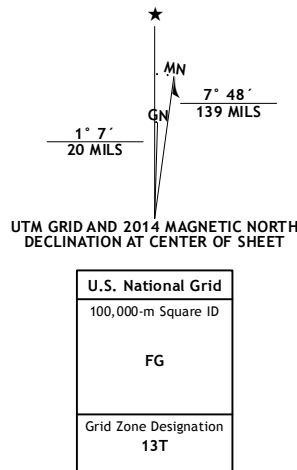 ★
MN
7° 48´
139 MILS
GN
1° 7´
20 MILS
UTM GRID AND 2014 MAGNETIC NORTH
DECLINATION AT CENTER OF SHEET
U.S. National Grid
100,000-m Square ID
FG
Grid Zone Designation
13T